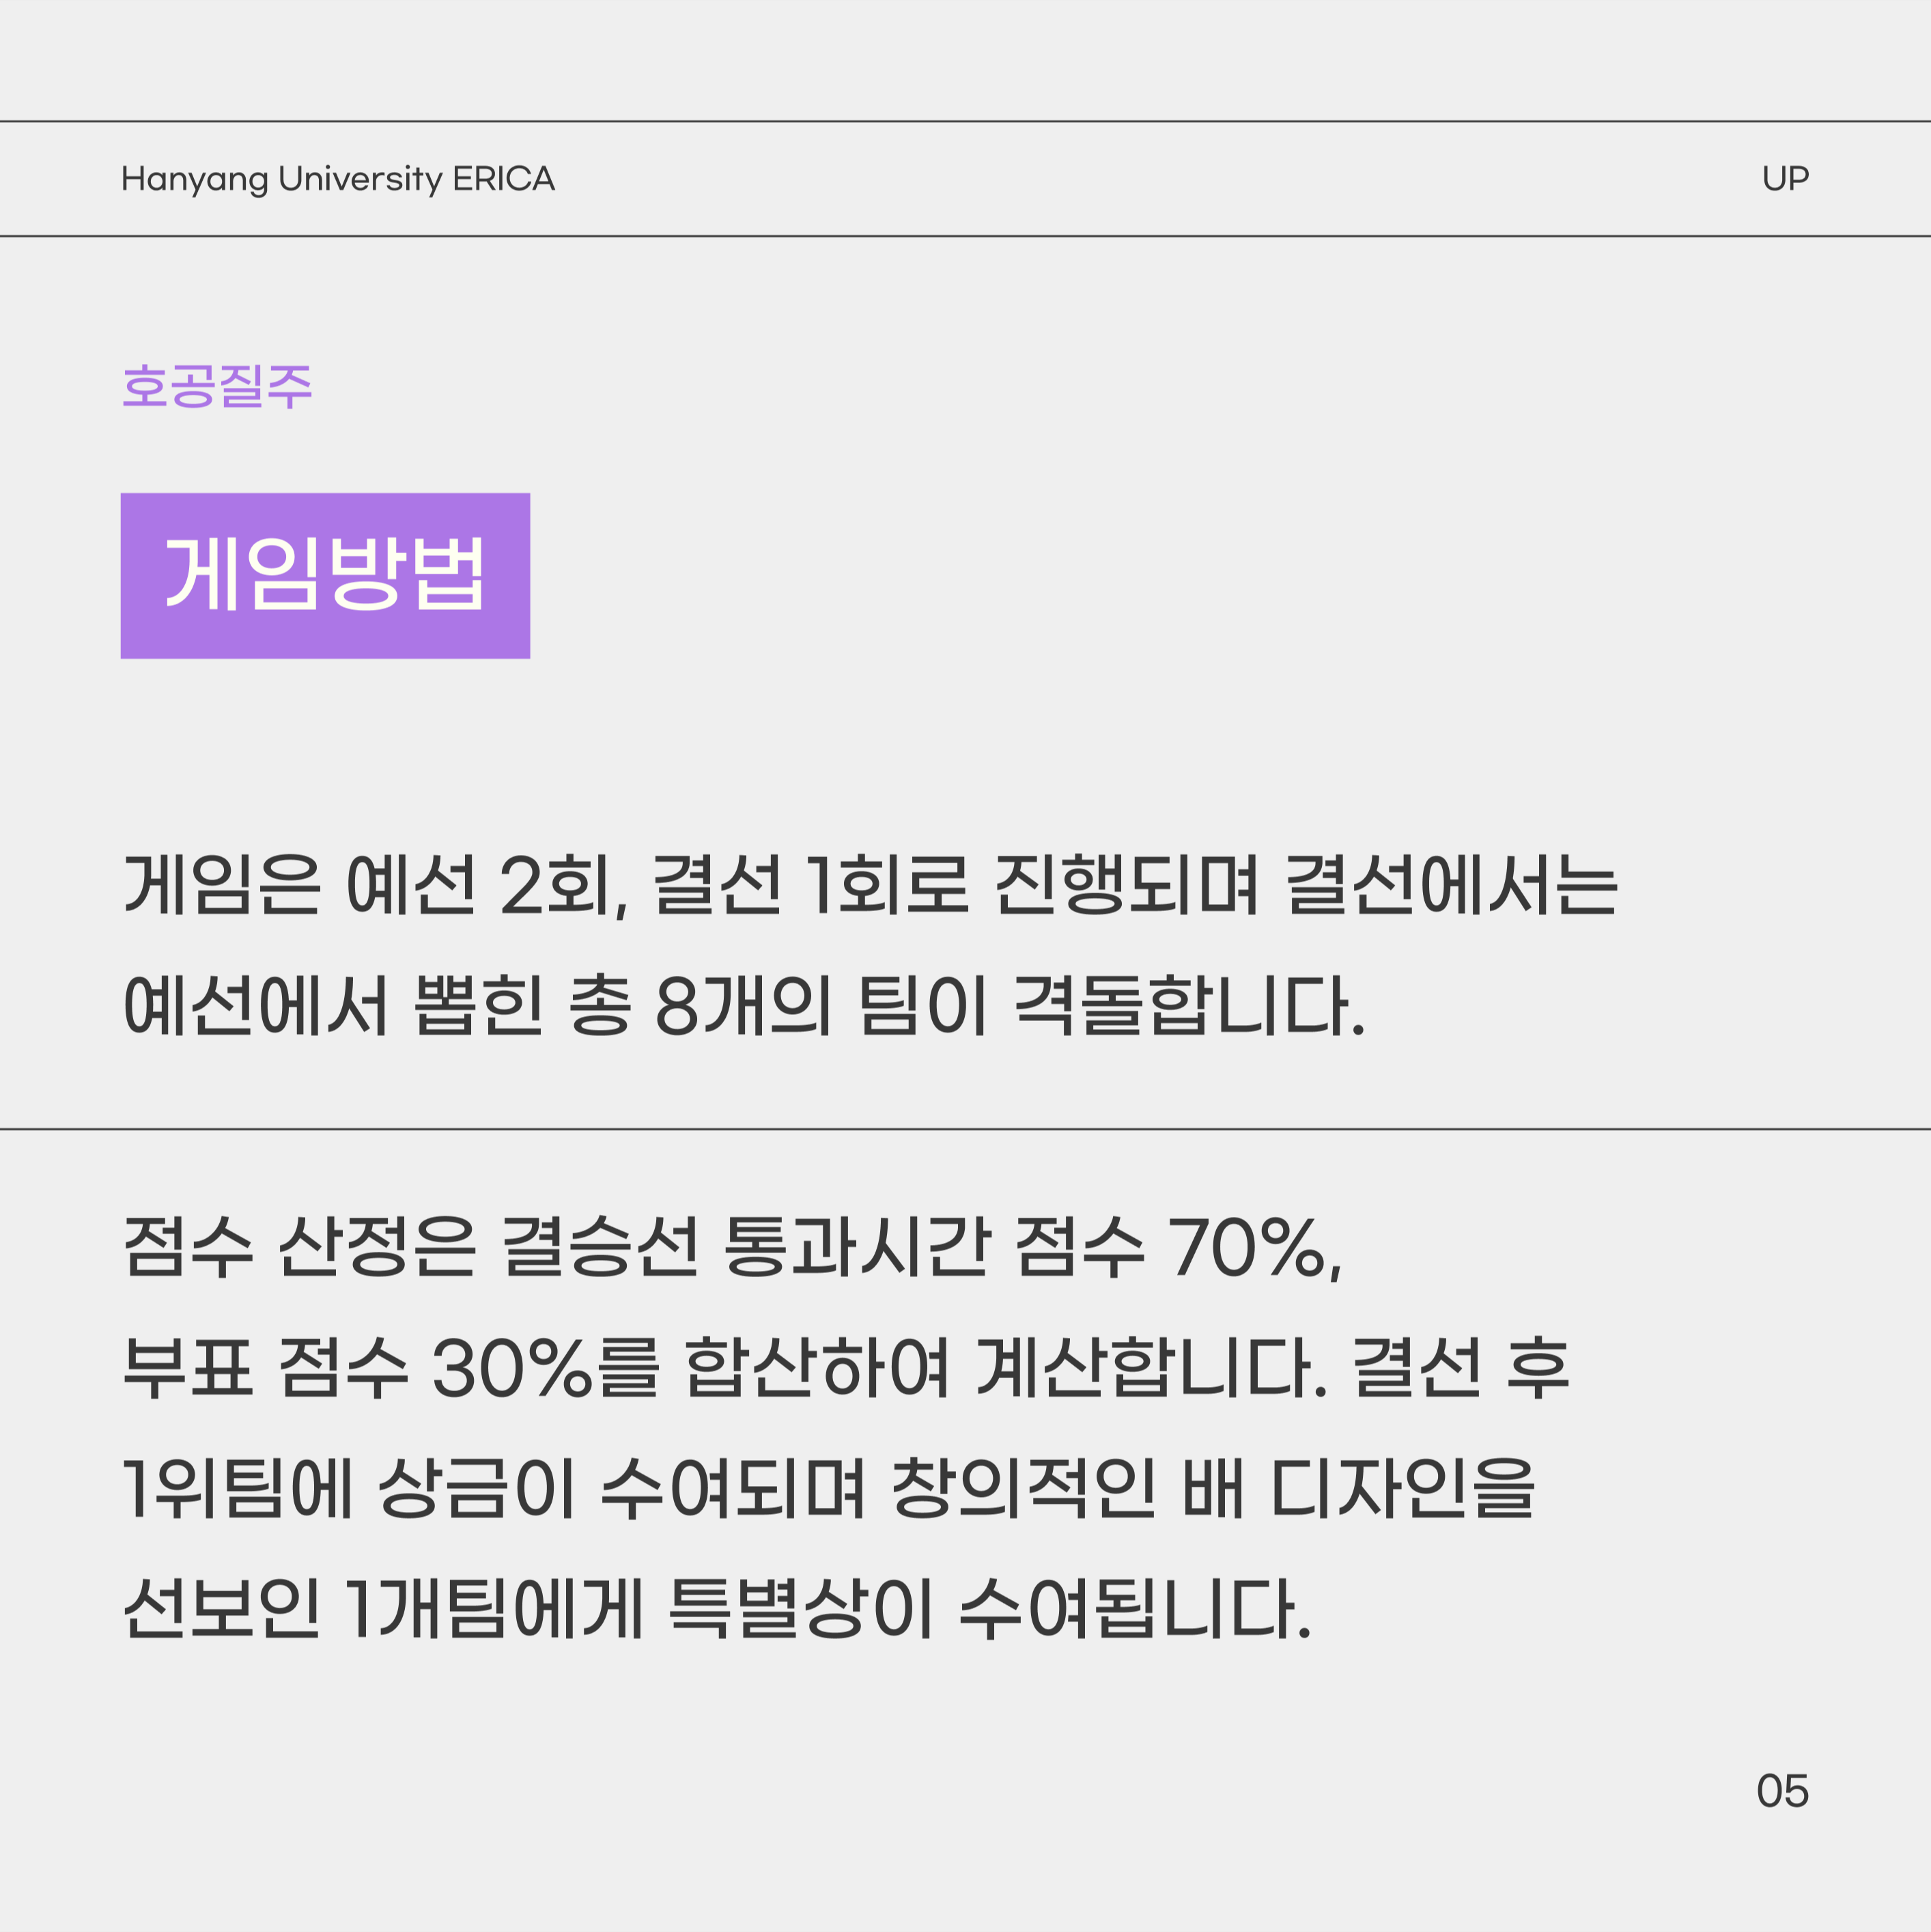 Hanyang University ERICA
UP
호공질주
게임방법
게임은 예선 2회, 결선 1회로 진행되며 결선에서는
예선에서 뽑힌 총 8개의 팀이 격돌합니다.
점수 산정은 결승선 통과시간 점수 70%,
부표 점수 30%를 합산하여 계산합니다. 결선 후
1위팀에 상금이 수여되며 창의적인 배 디자인을
선보인 1개팀에게 특별상이 수여됩니다.
05